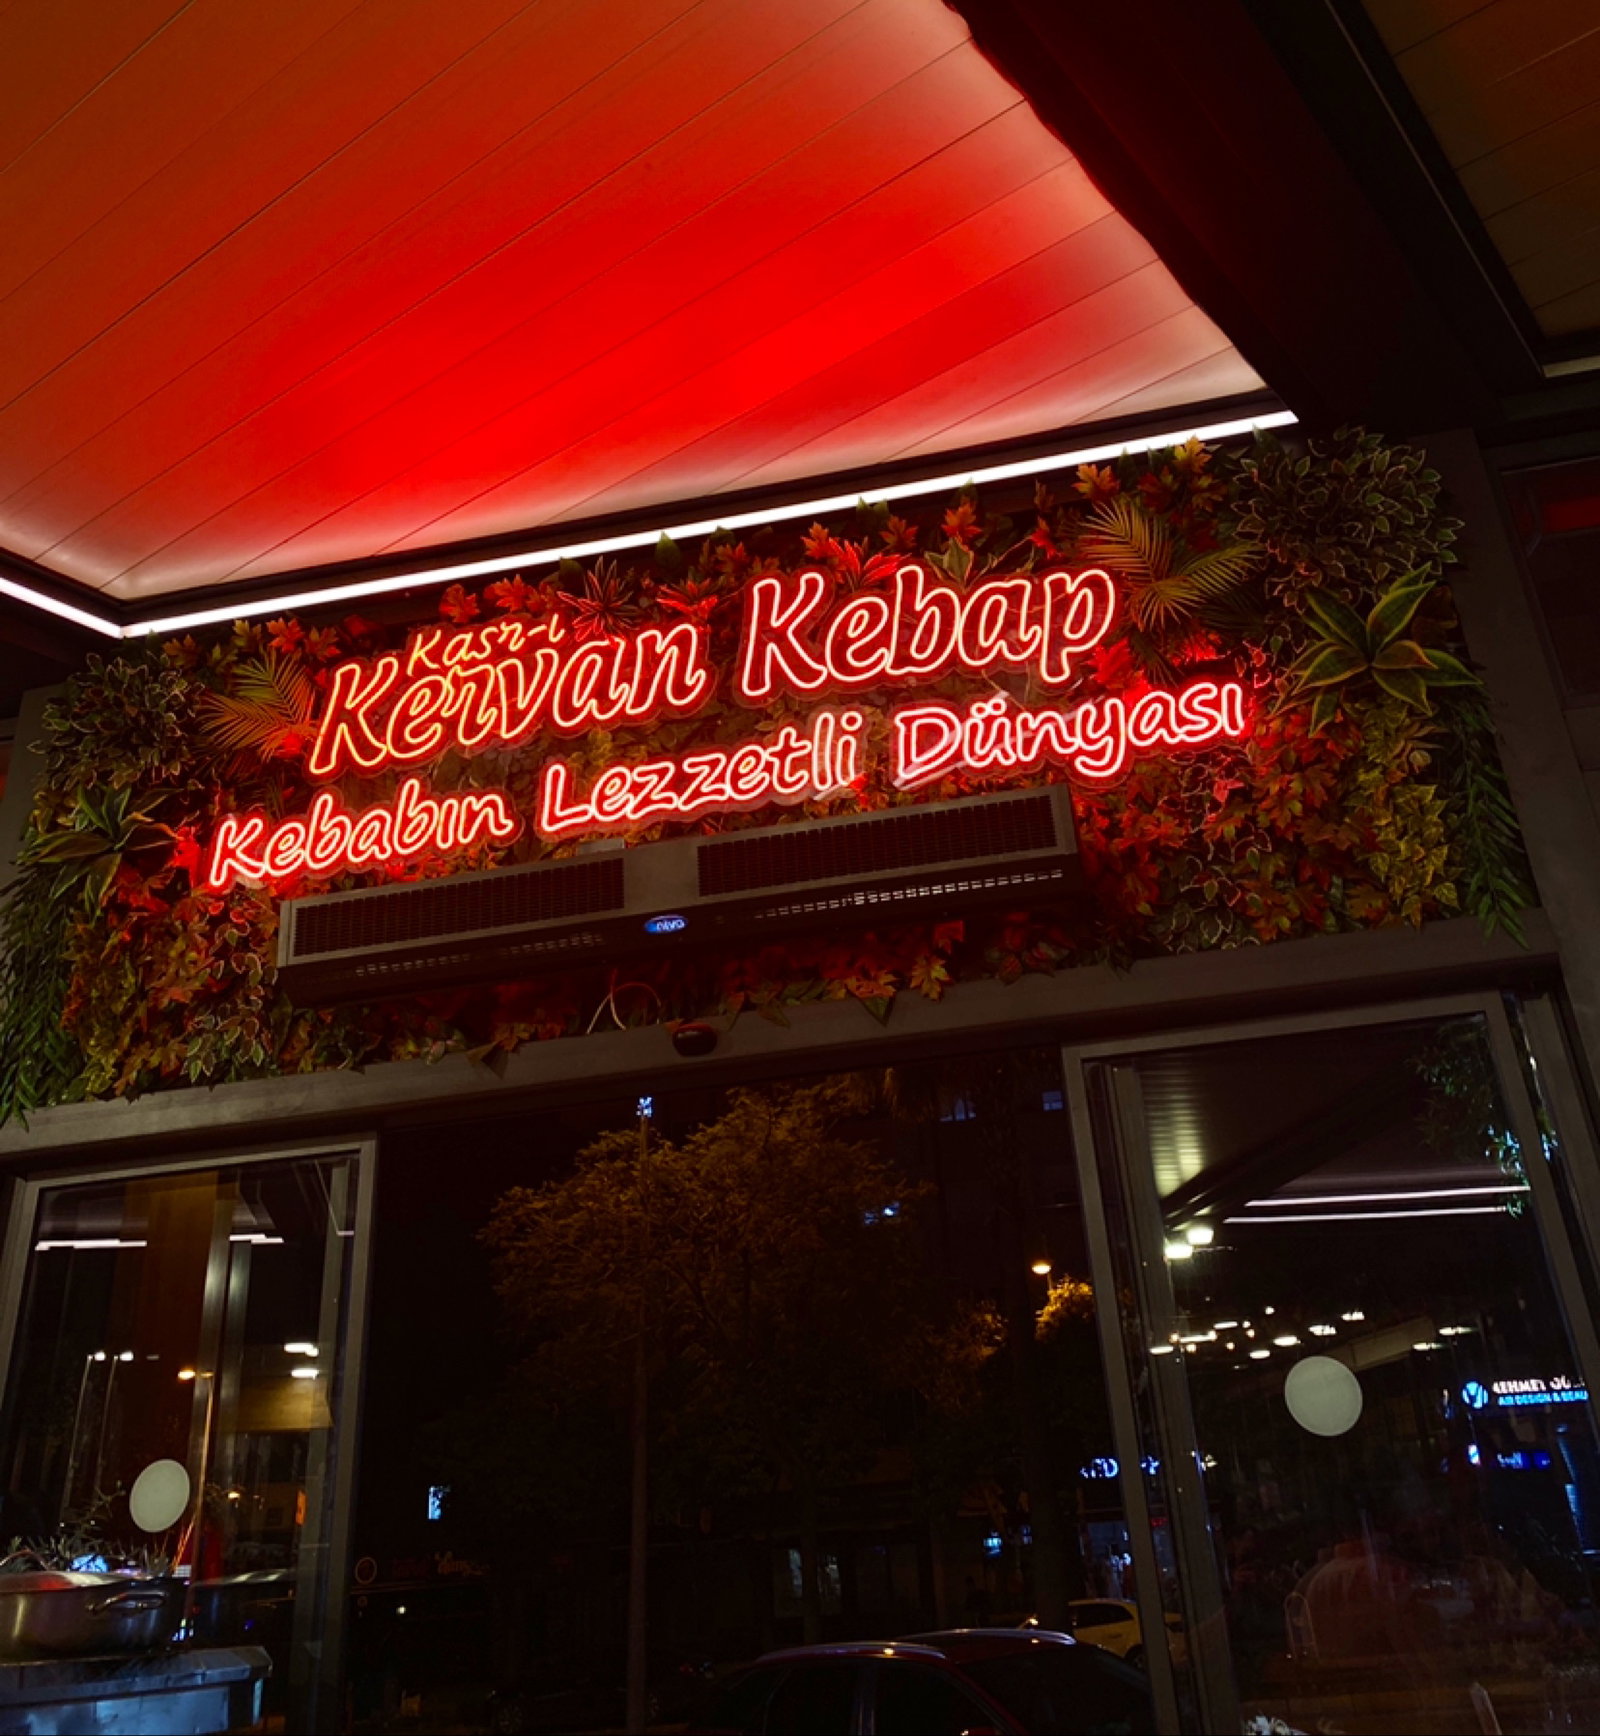 Kasr-ı
Kervan Kebap
Kebabın Lezzetli Dünyası